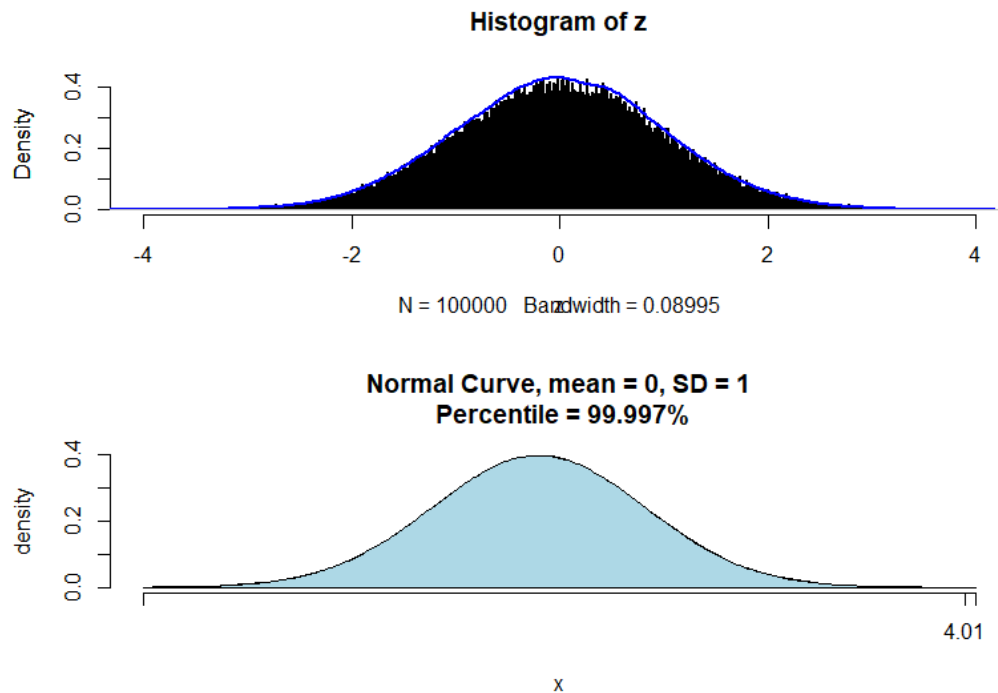 Histogram of z
Density
0.0 0.2 0.4
-4 -2 0 2 4
N = 100000 Bandwidth = 0.08995
z
Normal Curve, mean = 0, SD = 1
Percentile = 99.997%
density
0.0 0.2 0.4
4.01
x